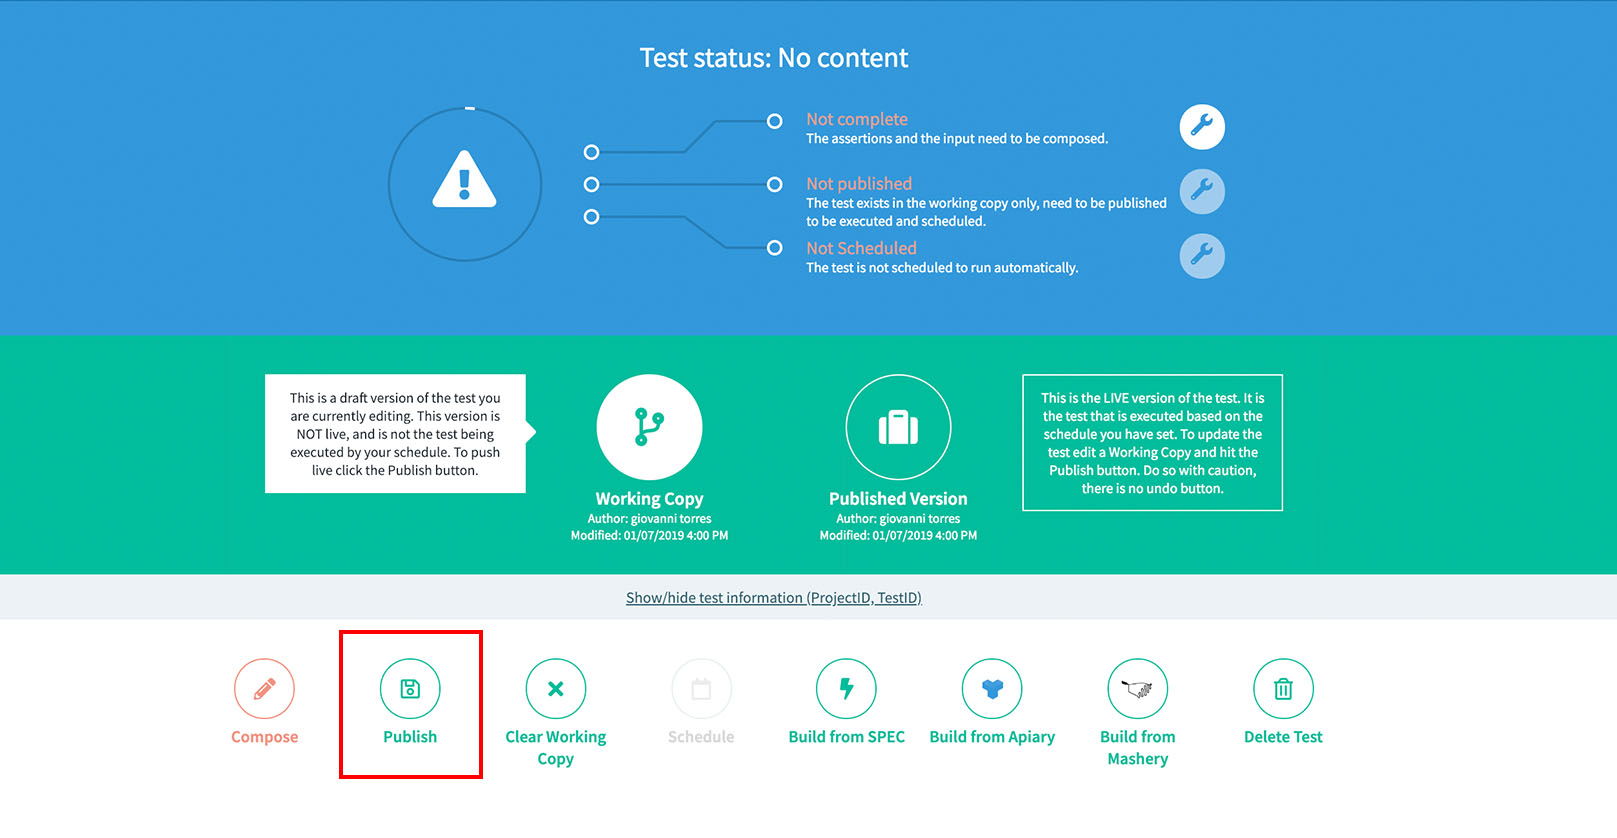 Test status: No content
Not complete
The assertions and the input need to be composed.
Not published
The test exists in the working copy only, need to be published
to be executed and scheduled.
Not Scheduled
The test is not scheduled to run automatically.
This is a draft version of the test you
are currently editing. This version is
NOT live, and is not the test being
executed by your schedule. To push
live click the Publish button.
Working Copy
Author: giovanni torres
Modified: 01/07/2019 4:00 PM
Published Version
Author: giovanni torres
Modified: 01/07/2019 4:00 PM
This is the LIVE version of the test. It is
the test that is executed based on the
schedule you have set. To update the
test edit a Working Copy and hit the
Publish button. Do so with caution,
there is no undo button.
Show/hide test information (ProjectID, TestID)
Compose
Publish
Clear Working
Copy
Schedule
Build from SPEC
Build from Apiary
Build from
Mashery
Delete Test